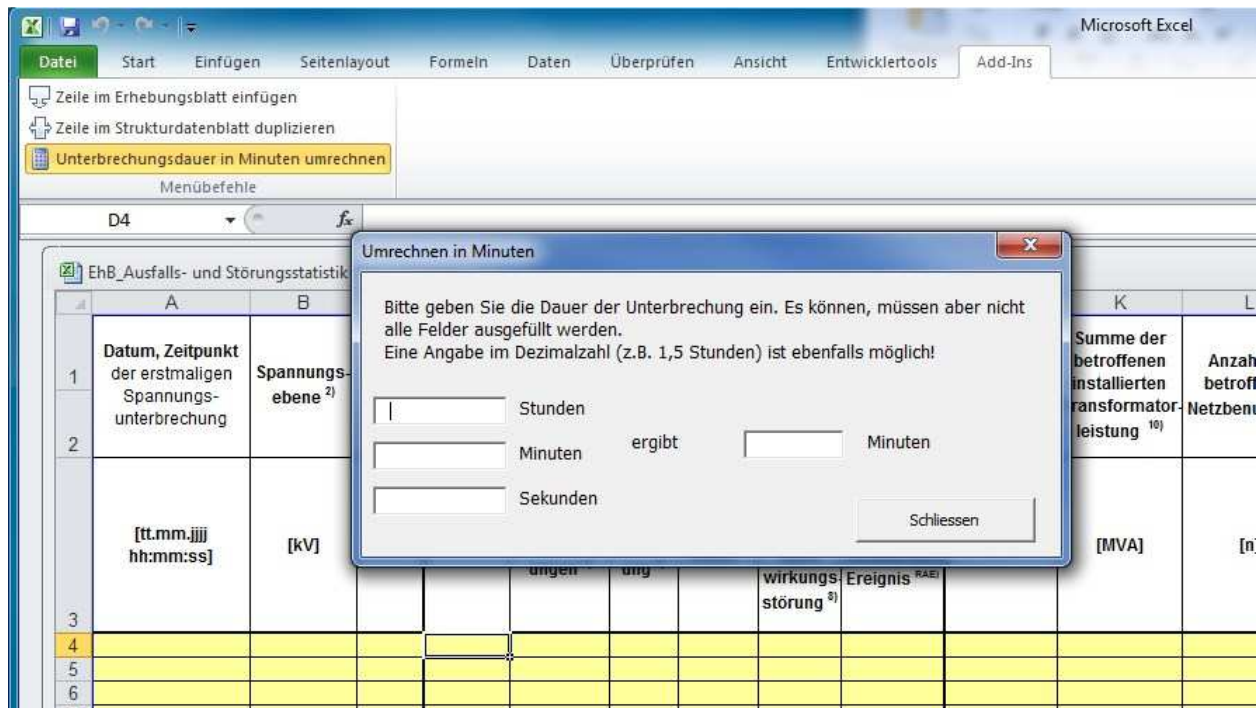 Microsoft Excel
Datei Start Einfügen Seitenlayout Formeln Daten Überprüfen Ansicht Entwicklertools Add-Ins
Zeile im Erhebungsblatt einfügen
Zeile im Strukturdatenblatt duplizieren
Unterbrechungsdauer in Minuten umrechnen
Menübefehle
D4 fx
Umrechnen in Minuten
EhB_Ausfalls- und Störungsstatistik
Bitte geben Sie die Dauer der Unterbrechung ein. Es können, müssen aber nicht
alle Felder ausgefüllt werden.
Eine Angabe im Dezimalzahl (z.B. 1,5 Stunden) ist ebenfalls möglich!
Stunden
Minuten ergibt Minuten
Sekunden
Schliessen
A B K L
1
2
3
4
5
6
Datum, Zeitpunkt
der erstmaligen
Spannungs-
unterbrechung
Spannungs-
ebene 2)
Summe der
betroffenen
installierten
ransformator-
leistung 10)
Anzah
betroff
Netzbenu
[tt.mm.jjjj
hh:mm:ss]
[kV]
ungen
ung
wirkungs-
störung 8)
Ereignis RAE)
[MVA]
[n]